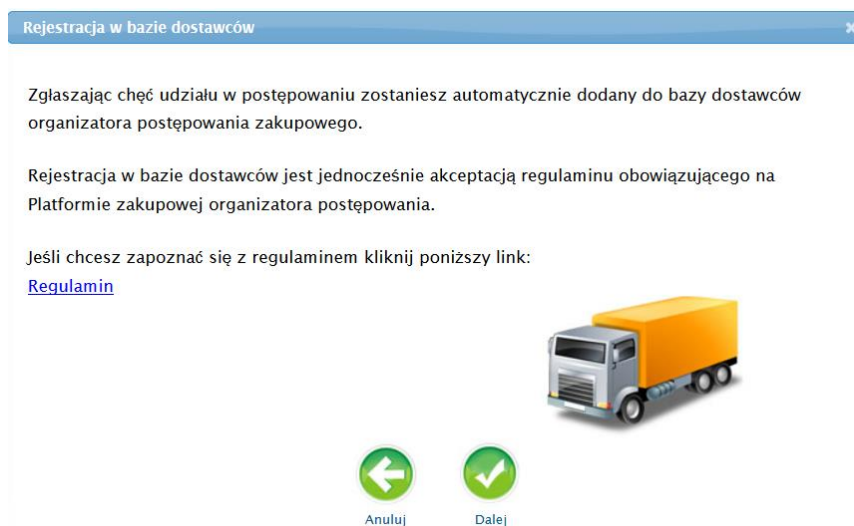 Rejestracja w bazie dostawców
Zgłaszając chęć udziału w postępowaniu zostaniesz automatycznie dodany do bazy dostawców
organizatora postępowania zakupowego.
Rejestracja w bazie dostawców jest jednocześnie akceptacją regulaminu obowiązującego na
Platformie zakupowej organizatora postępowania.
Jeśli chcesz zapoznać się z regulaminem kliknij poniższy link:
Regulamin
Anuluj Dalej